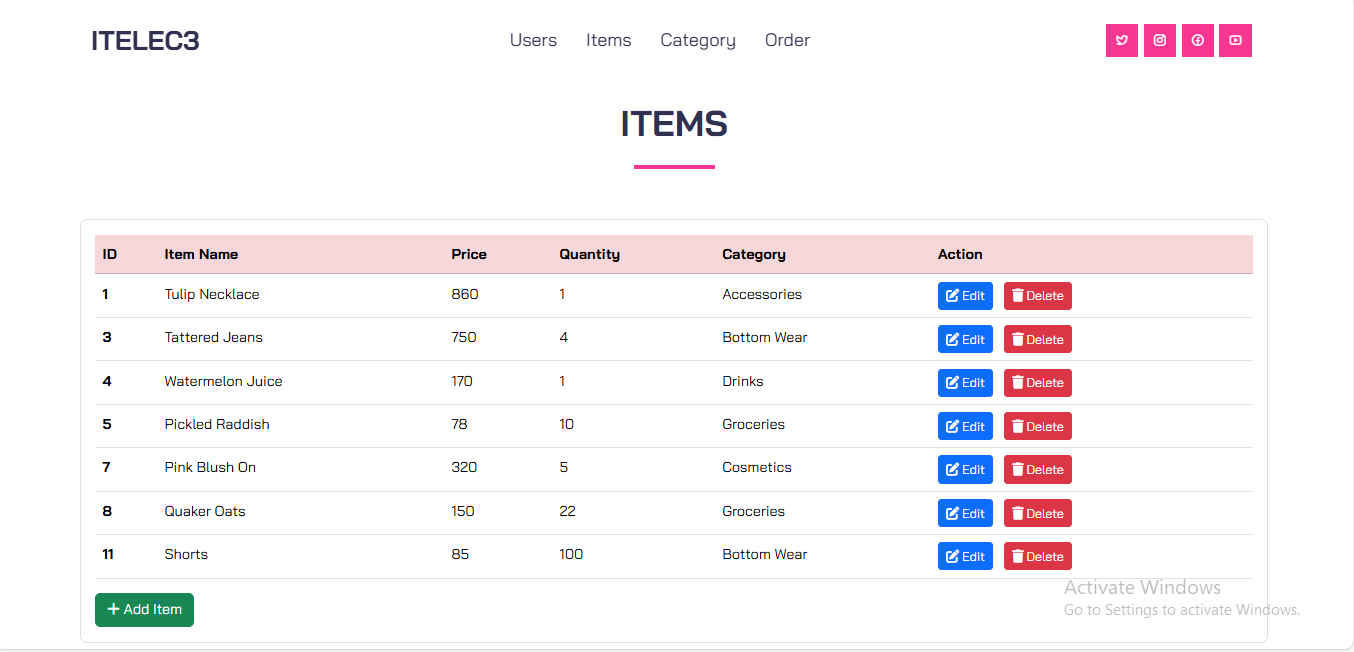 ITELEC3 Users Items Category Order
ITEMS
ID Item Name Price Quantity Category Action
1 Tulip Necklace 860 1 Accessories Edit Delete
3 Tattered Jeans 750 4 Bottom Wear Edit Delete
4 Watermelon Juice 170 1 Drinks Edit Delete
5 Pickled Raddish 78 10 Groceries Edit Delete
7 Pink Blush On 320 5 Cosmetics Edit Delete
8 Quaker Oats 150 22 Groceries Edit Delete
11 Shorts 85 100 Bottom Wear Edit Delete
Activate Windows
+ Add Item Go to Settings to activate Windows.